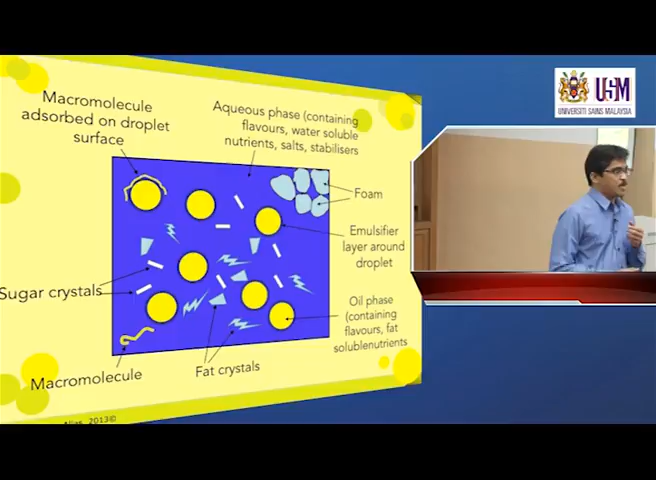 Macromolecule
adsorbed on droplet
surface
Aqueous phase (containing
flavours, water soluble
nutrients, salts, stabilisers
Foam
Emulsifier
layer around
droplet
Sugar crystals
Oil phase
(containing
flavours, fat
solublenutrients
Macromolecule
Fat crystals
2013©
USM
UNIVERSITI SAINS MALAYSIA